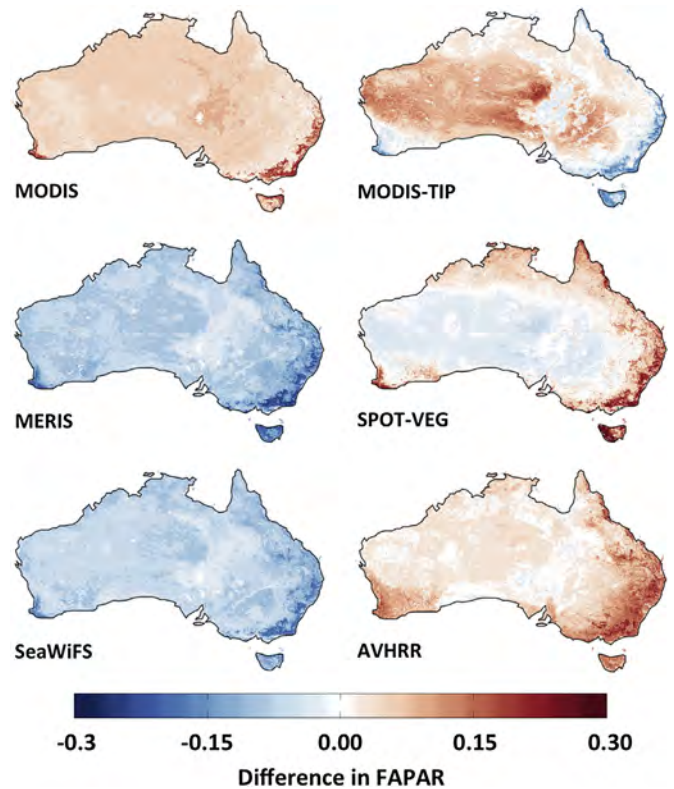 MODIS
MODIS-TIP
MERIS
SPOT-VEG
SeaWiFS
AVHRR
-0.3 -0.15 0.00 0.15 0.30
Difference in FAPAR